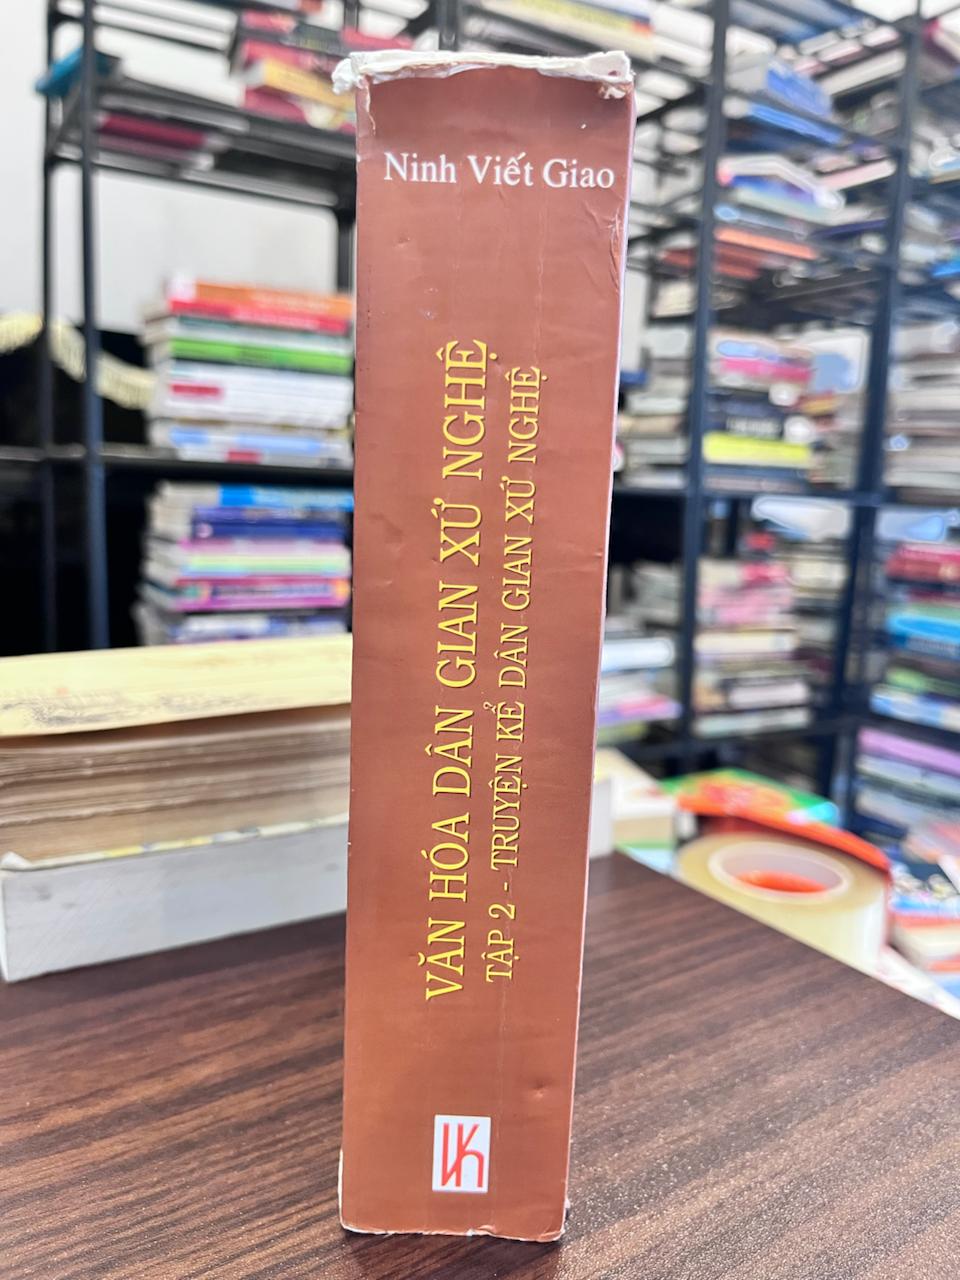 Ninh Viết Giao
VĂN HÓA DÂN GIAN XỨ NGHỆ
TẬP 2 - TRUYỆN KỂ DÂN GIAN XỨ NGHỆ